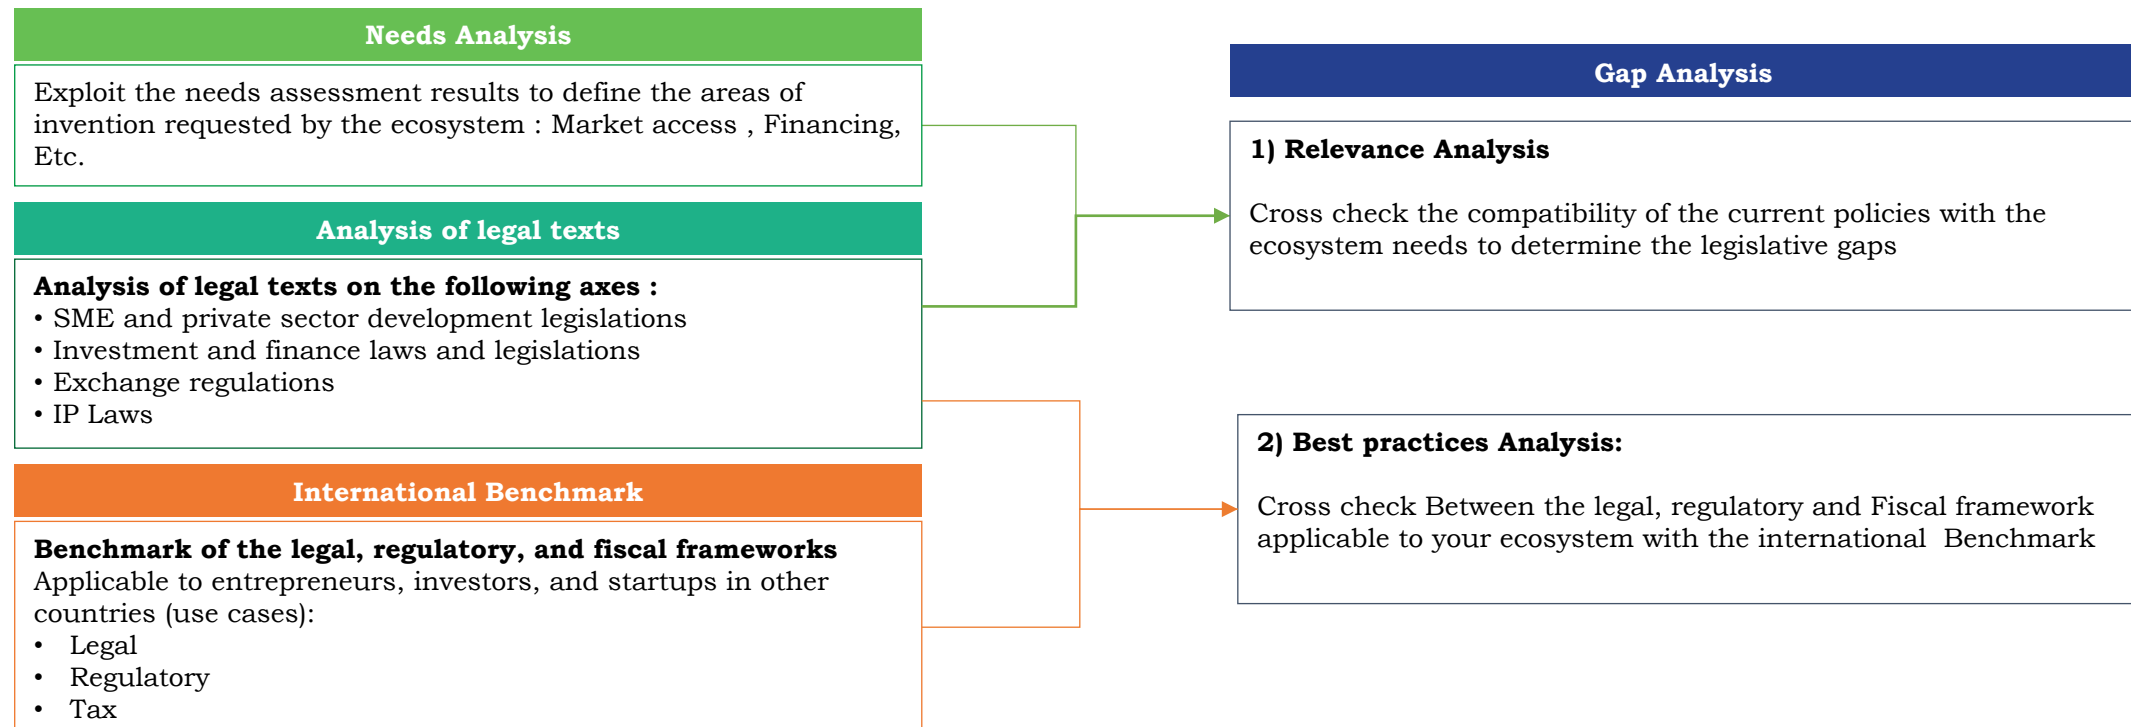 Needs Analysis
Exploit the needs assessment results to define the areas of
invention requested by the ecosystem : Market access , Financing,
Etc.
Analysis of legal texts
Analysis of legal texts on the following axes :
• SME and private sector development legislations
• Investment and finance laws and legislations
• Exchange regulations
• IP Laws
International Benchmark
Benchmark of the legal, regulatory, and fiscal frameworks
Applicable to entrepreneurs, investors, and startups in other
countries (use cases):
• Legal
• Regulatory
• Tax
Gap Analysis
1) Relevance Analysis
Cross check the compatibility of the current policies with the
ecosystem needs to determine the legislative gaps
2) Best practices Analysis:
Cross check Between the legal, regulatory and Fiscal framework
applicable to your ecosystem with the international Benchmark